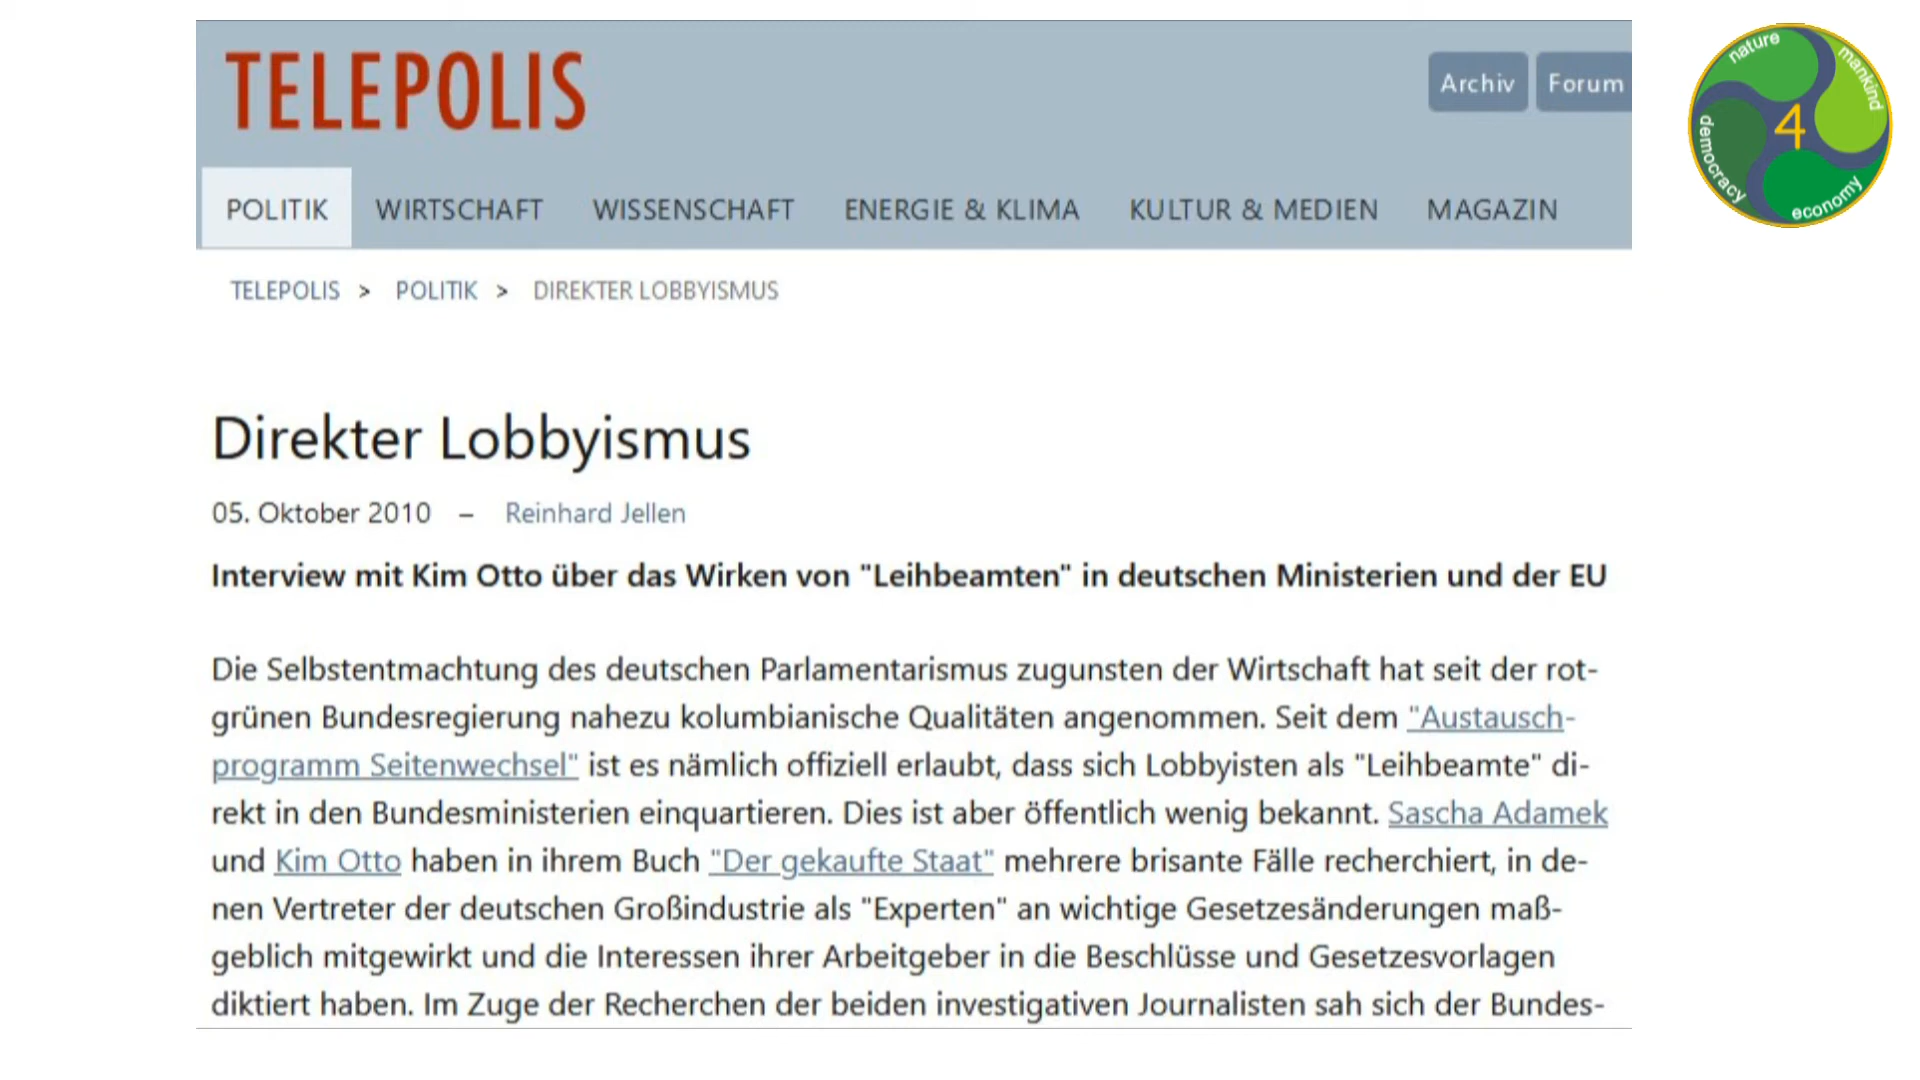 TELEPOLIS
Archiv
Forum
POLITIK
WIRTSCHAFT
WISSENSCHAFT
ENERGIE & KLIMA
KULTUR & MEDIEN
MAGAZIN
TELEPOLIS > POLITIK > DIREKTER LOBBYISMUS
Direkter Lobbyismus
05. Oktober 2010 – Reinhard Jellen
Interview mit Kim Otto über das Wirken von "Leihbeamten" in deutschen Ministerien und der EU
Die Selbstentmachtung des deutschen Parlamentarismus zugunsten der Wirtschaft hat seit der rot-
grünen Bundesregierung nahezu kolumbianische Qualitäten angenommen. Seit dem "Austausch-
programm Seitenwechsel" ist es nämlich offiziell erlaubt, dass sich Lobbyisten als "Leihbeamte" di-
rekt in den Bundesministerien einquartieren. Dies ist aber öffentlich wenig bekannt. Sascha Adamek
und Kim Otto haben in ihrem Buch "Der gekaufte Staat" mehrere brisante Fälle recherchiert, in de-
nen Vertreter der deutschen Großindustrie als "Experten" an wichtige Gesetzesänderungen maß-
geblich mitgewirkt und die Interessen ihrer Arbeitgeber in die Beschlüsse und Gesetzesvorlagen
diktiert haben. Im Zuge der Recherchen der beiden investigativen Journalisten sah sich der Bundes-
nature
mankind
democracy
4
economy